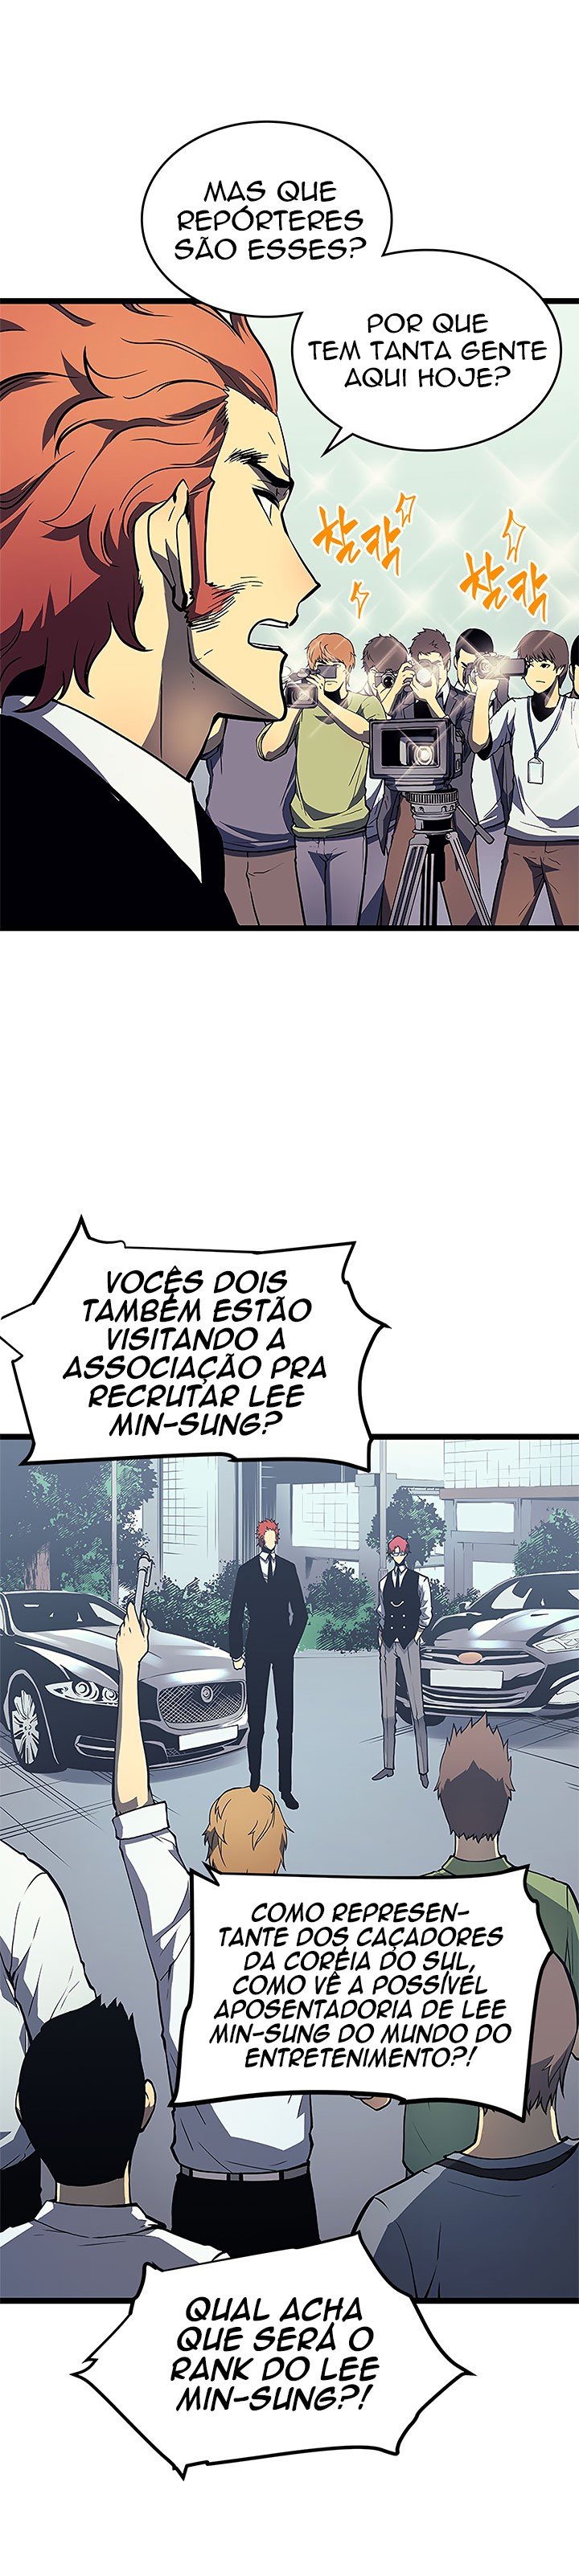 MAS QUE
REPÓRTERES
SÃO ESSES?
POR QUE
TEM TANTA GENTE
AQUI HOJE?
찰칵
찰칵
VOCÊS DOIS
TAMBÉM ESTÃO
VISITANDO A
ASSOCIAÇÃO PRA
RECRUTAR LEE
MIN-SUNG?
COMO REPRESEN-
TANTE DOS CAÇADORES
DA CORÉIA DO SUL,
COMO VÊ A POSSÍVEL
APOSENTADORIA DE LEE
MIN-SUNG DO MUNDO DO
ENTRETENIMENTO?!
QUAL ACHA
QUE SERÁ O
RANK DO LEE
MIN-SUNG?!